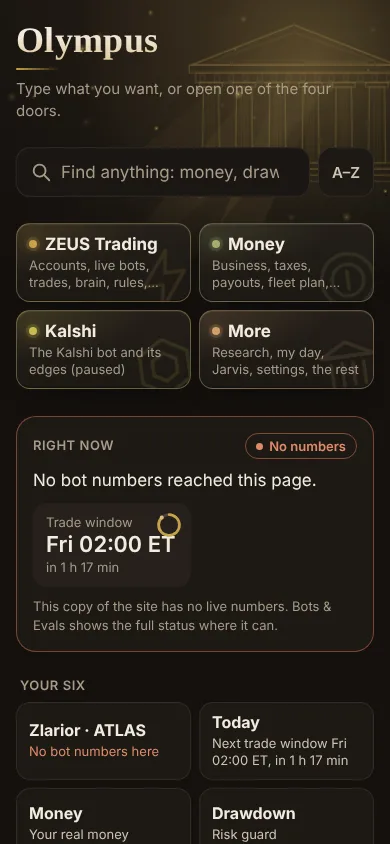 Olympus
Type what you want, or open one of the four
doors.
Find anything: money, draw
A–Z
ZEUS Trading
Accounts, live bots,
trades, brain, rules,...
Money
Business, taxes,
payouts, fleet plan,...
Kalshi
The Kalshi bot and its
edges (paused)
More
Research, my day,
Jarvis, settings, the rest
RIGHT NOW
No numbers
No bot numbers reached this page.
Trade window
Fri 02:00 ET
in 1 h 17 min
This copy of the site has no live numbers. Bots &
Evals shows the full status where it can.
YOUR SIX
Zlarior · ATLAS
No bot numbers here
Today
Next trade window Fri
02:00 ET, in 1 h 17 min
Money
Your real money
Drawdown
Risk guard